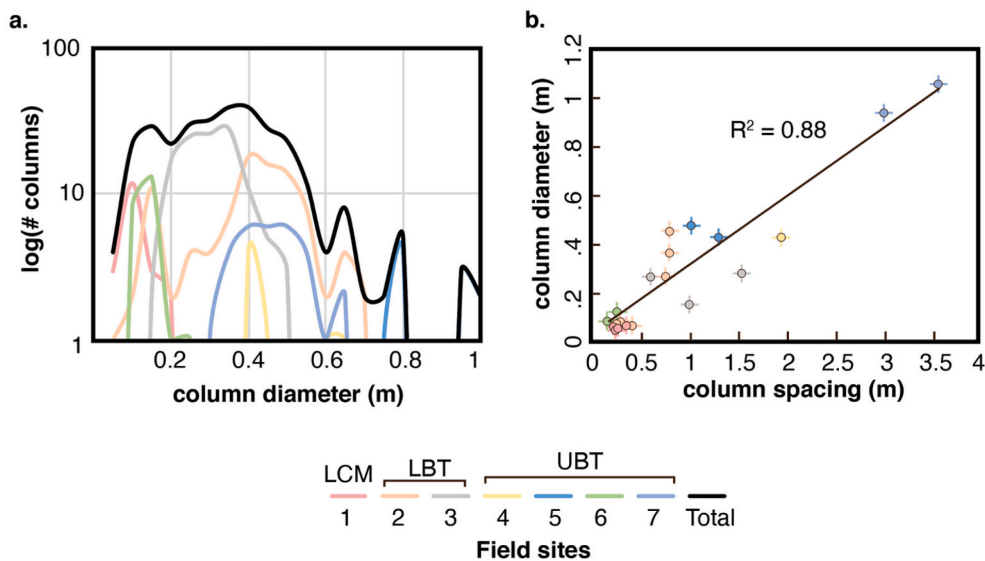 a.
100
10
1
log(# columns)
0.2
0.4
0.6
0.8
1
column diameter (m)
b.
1.2
1
.8
.6
.4
.2
0
column diameter (m)
R² = 0.88
0
0.5
1
1.5
2
2.5
3
3.5
4
column spacing (m)
LCM
LBT
UBT
1
2
3
4
5
6
7
Total
Field sites